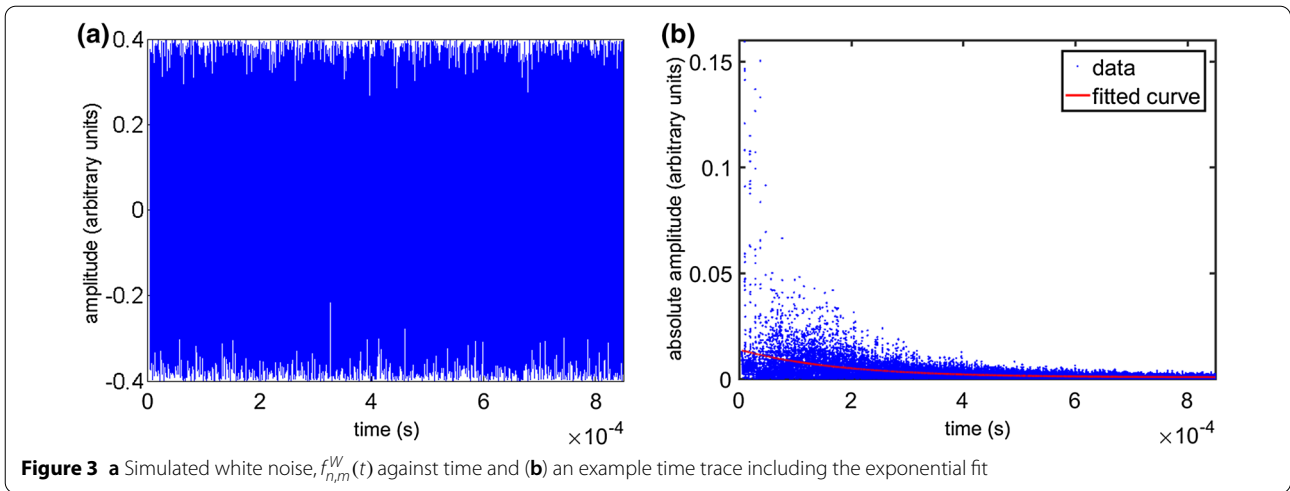 (a)
0.4
0.2
0
-0.2
-0.4
amplitude (arbitrary units)
0 2 4 6 8
×10⁻⁴
time (s)
(b)
0.15
0.1
0.05
0
absolute amplitude (arbitrary units)
data
fitted curve
0 2 4 6 8
×10⁻⁴
time (s)
Figure 3 a Simulated white noise, f_{n,m}^W(t) against time and (b) an example time trace including the exponential fit